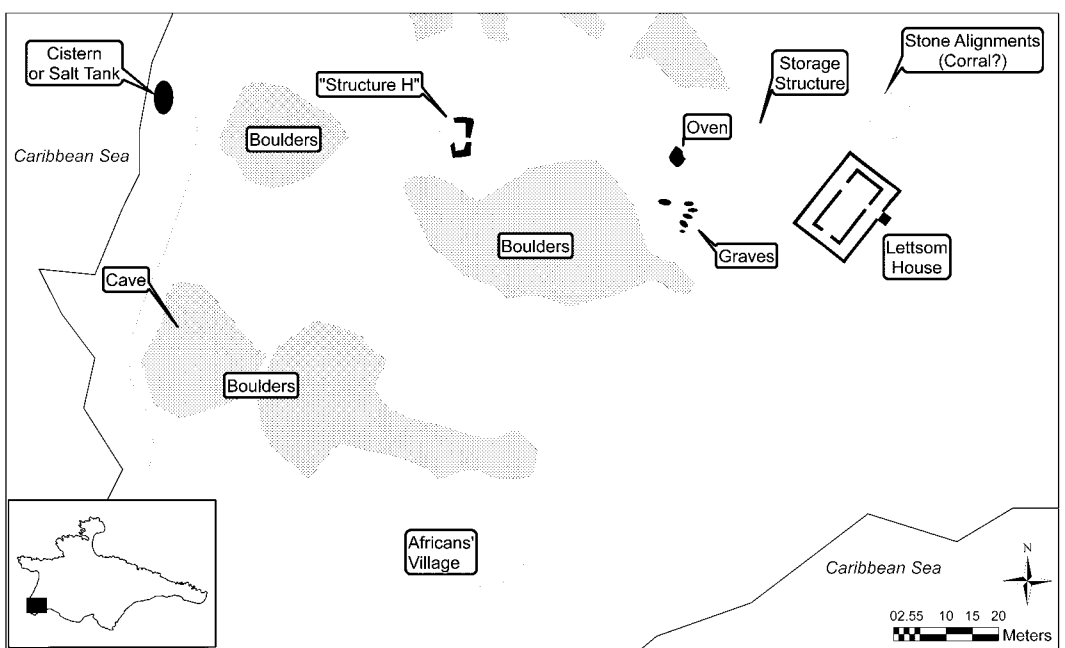 Cistern
or Salt Tank
"Structure H"
Storage
Structure
Stone Alignments
(Corral?)
Boulders
Oven
Caribbean Sea
Boulders
Graves
Lettsom
House
Cave
Boulders
Africans'
Village
Caribbean Sea
N
02.55 10 15 20
Meters